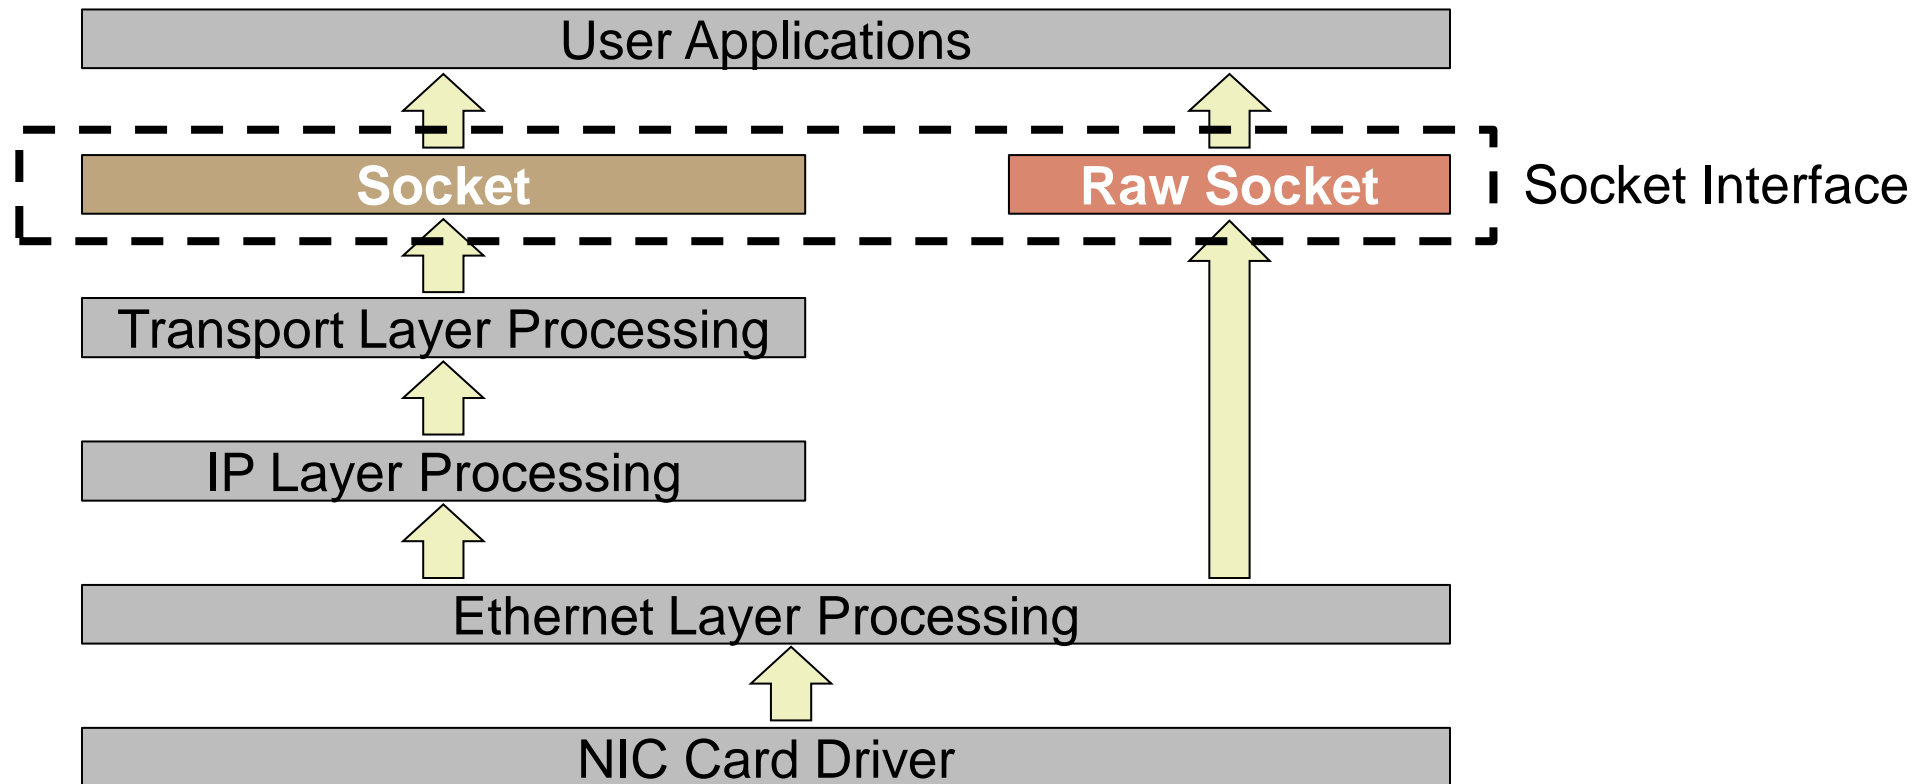 User Applications
Socket
Raw Socket
Socket Interface
Transport Layer Processing
IP Layer Processing
Ethernet Layer Processing
NIC Card Driver